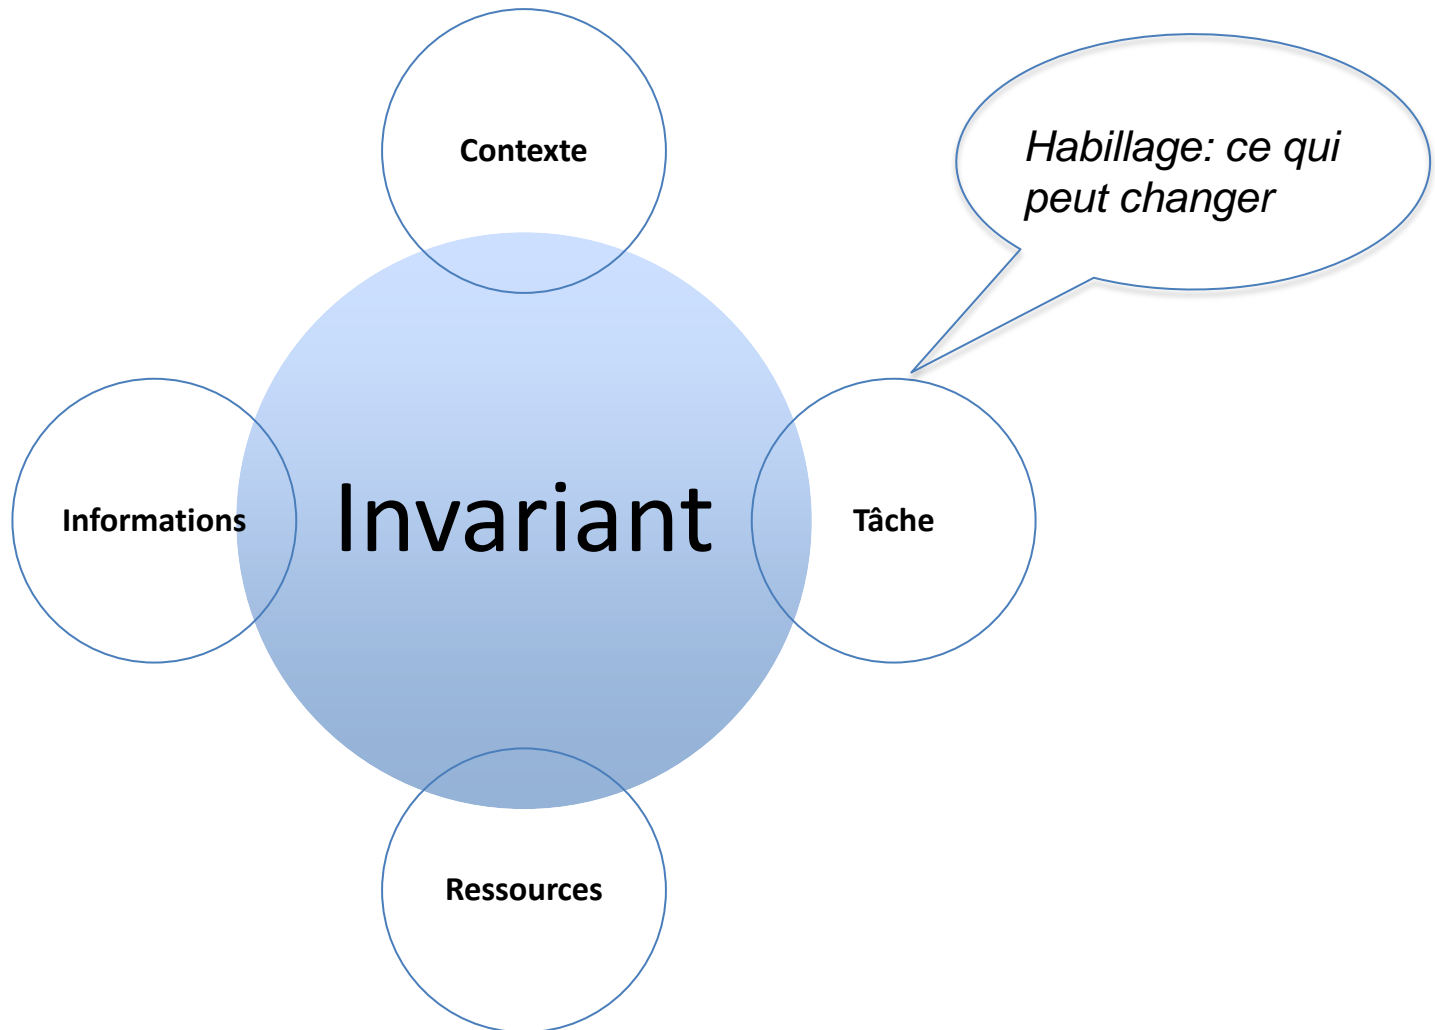 Contexte
Habillage: ce qui
peut changer
Informations
Invariant
Tâche
Ressources